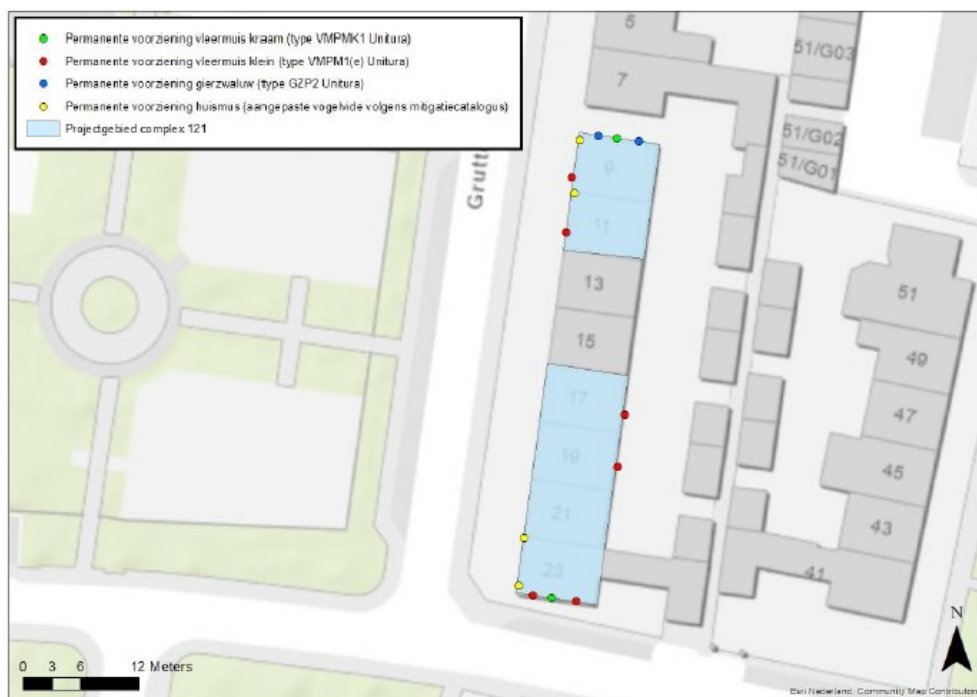 Permanente voorziening vleermuis kraam (type VMPMK1 Unitura)
Permanente voorziening vleermuis klein (type VMPM1(e) Unitura)
Permanente voorziening gierzwaluw (type GZP2 Unitura)
Permanente voorziening huismus (aangepaste vogelvide volgens mitigatiecatalogus)
Projectgebied complex 121
5
7
51/G03
51/G02
51/G01
Grutto
9
11
13
15
17
19
21
23
51
49
47
45
43
41
N
0 3 6 12 Meters
Esri Nederland, Community Map Contributors